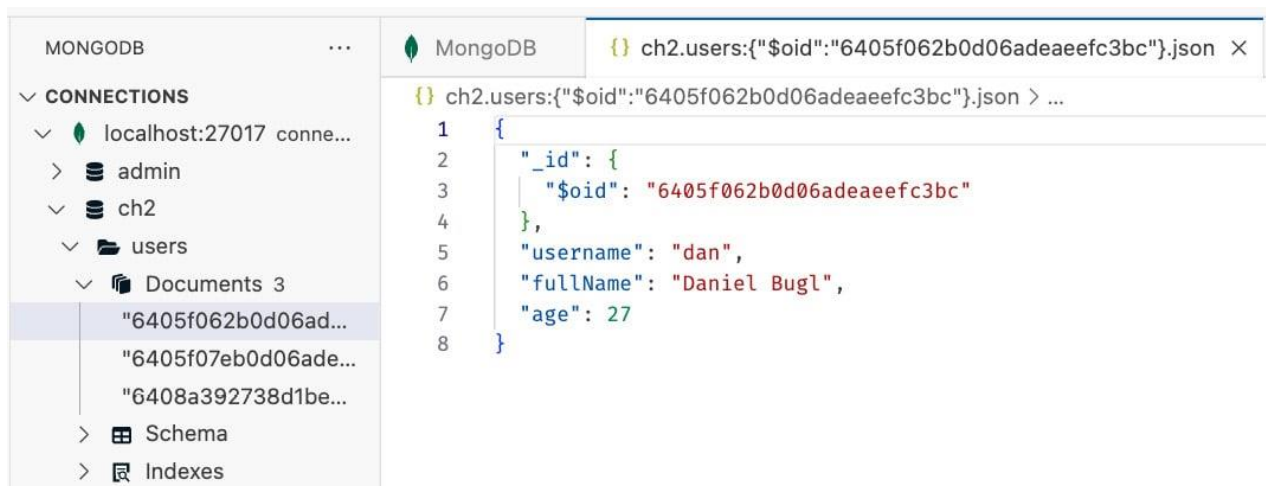 MONGODB ...
CONNECTIONS
localhost:27017 conne...
admin
ch2
users
Documents 3
"6405f062b0d06ad...
"6405f07eb0d06ade...
"6408a392738d1be...
Schema
Indexes
MongoDB
{} ch2.users:{"$oid":"6405f062b0d06adeaeefc3bc"}.json ×
{} ch2.users:{"$oid":"6405f062b0d06adeaeefc3bc"}.json > ...
1 {
2 "_id": {
3 "$oid": "6405f062b0d06adeaeefc3bc"
4 },
5 "username": "dan",
6 "fullName": "Daniel Bugl",
7 "age": 27
8 }